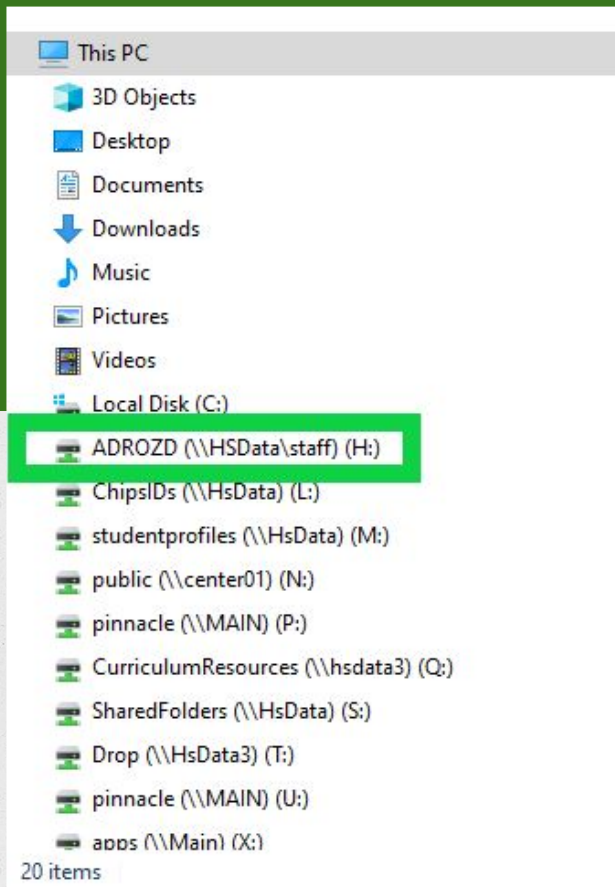 This PC
3D Objects
Desktop
Documents
Downloads
Music
Pictures
Videos
Local Disk (C:)
ADROZD (\\HSData\staff) (H:)
ChipsIDs (\\HsData) (L:)
studentprofiles (\\HsData) (M:)
public (\\center01) (N:)
pinnacle (\\MAIN) (P:)
CurriculumResources (\\hsdata3) (Q:)
SharedFolders (\\HsData) (S:)
Drop (\\HsData3) (T:)
pinnacle (\\MAIN) (U:)
apps (\\Main) (X:)
20 items